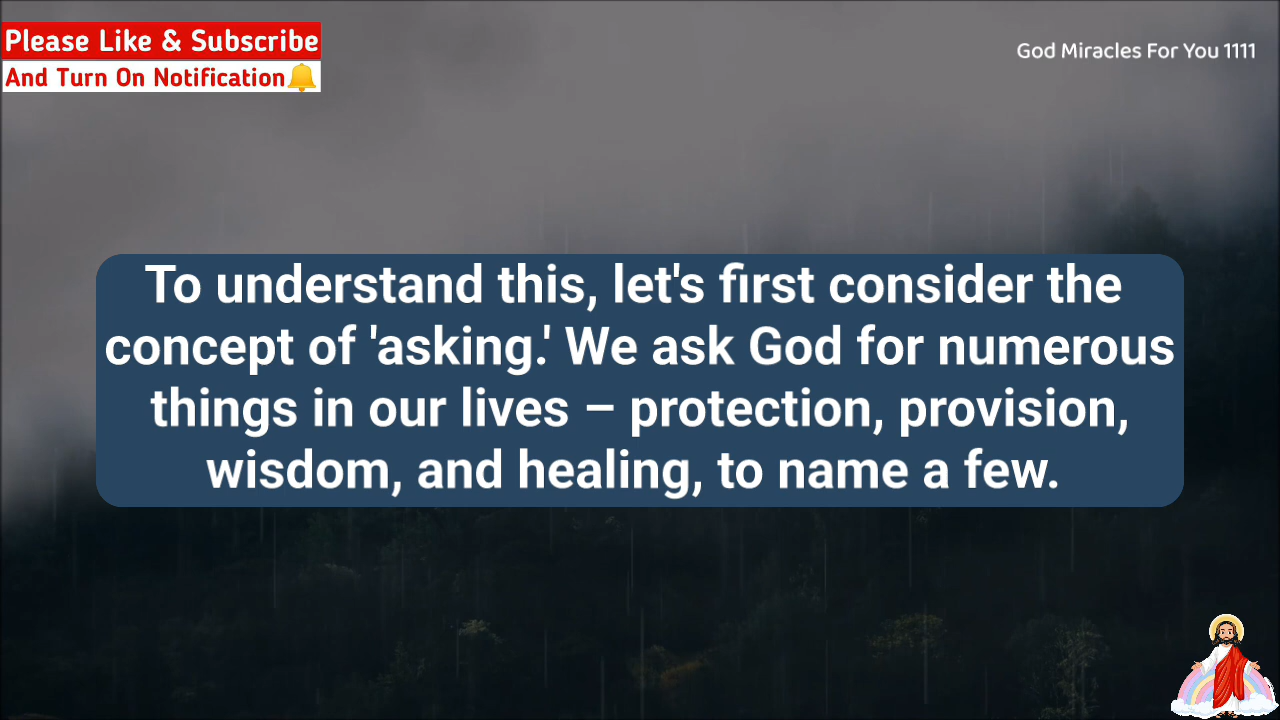 Please Like & Subscribe
And Turn On Notification🔔
God Miracles For You 1111
To understand this, let's first consider the
concept of 'asking.' We ask God for numerous
things in our lives – protection, provision,
wisdom, and healing, to name a few.